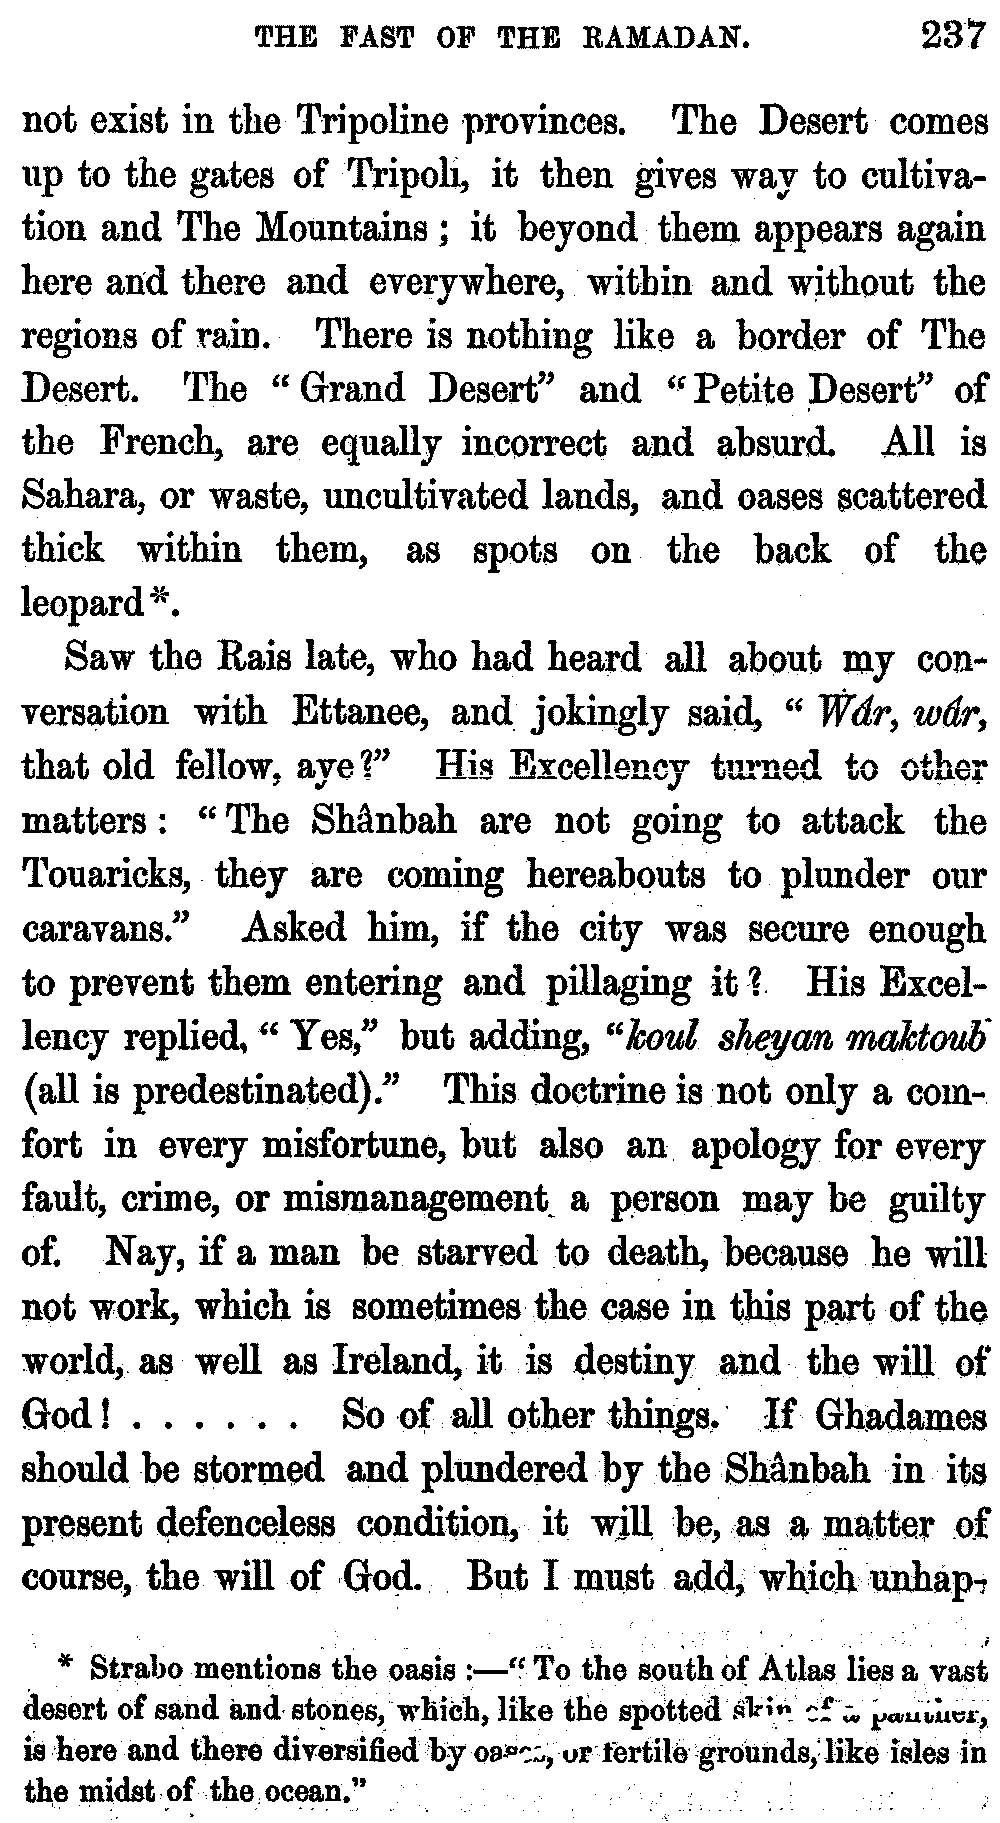 THE FAST OF THE RAMADAN. 237
not exist in the Tripoline provinces. The Desert comes
up to the gates of Tripoli, it then gives way to cultiva-
tion and The Mountains; it beyond them appears again
here and there and everywhere, within and without the
regions of rain. There is nothing like a border of The
Desert. The “Grand Desert” and “Petite Desert” of
the French, are equally incorrect and absurd. All is
Sahara, or waste, uncultivated lands, and oases scattered
thick within them, as spots on the back of the
leopard*.
Saw the Rais late, who had heard all about my con-
versation with Ettanee, and jokingly said, “Wár, wár,
that old fellow, aye?” His Excellency turned to other
matters: “The Shânbah are not going to attack the
Touaricks, they are coming hereabouts to plunder our
caravans.” Asked him, if the city was secure enough
to prevent them entering and pillaging it? His Excel-
lency replied, “Yes,” but adding, “koul sheyan maktoub
(all is predestinated).” This doctrine is not only a com-
fort in every misfortune, but also an apology for every
fault, crime, or mismanagement a person may be guilty
of. Nay, if a man be starved to death, because he will
not work, which is sometimes the case in this part of the
world, as well as Ireland, it is destiny and the will of
God! . . . . . . So of all other things. If Ghadames
should be stormed and plundered by the Shânbah in its
present defenceless condition, it will be, as a matter of
course, the will of God. But I must add, which unhap-
* Strabo mentions the oasis:—“To the south of Atlas lies a vast
desert of sand and stones, which, like the spotted skin of a panther,
is here and there diversified by oases, or fertile grounds, like isles in
the midst of the ocean.”